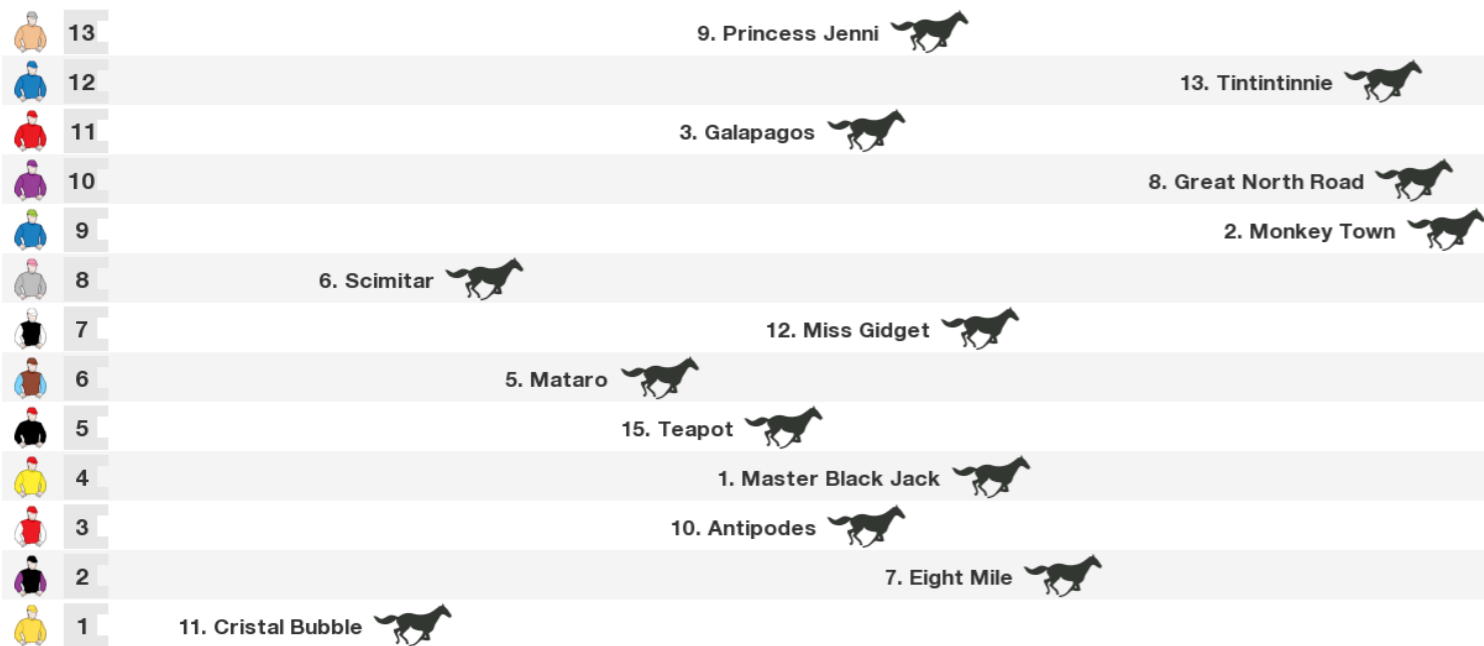 13 9. Princess Jenni
12 13. Tintintinnie
11 3. Galapagos
10 8. Great North Road
9 2. Monkey Town
8 6. Scimitar
7 12. Miss Gidget
6 5. Mataro
5 15. Teapot
4 1. Master Black Jack
3 10. Antipodes
2 7. Eight Mile
1 11. Cristal Bubble